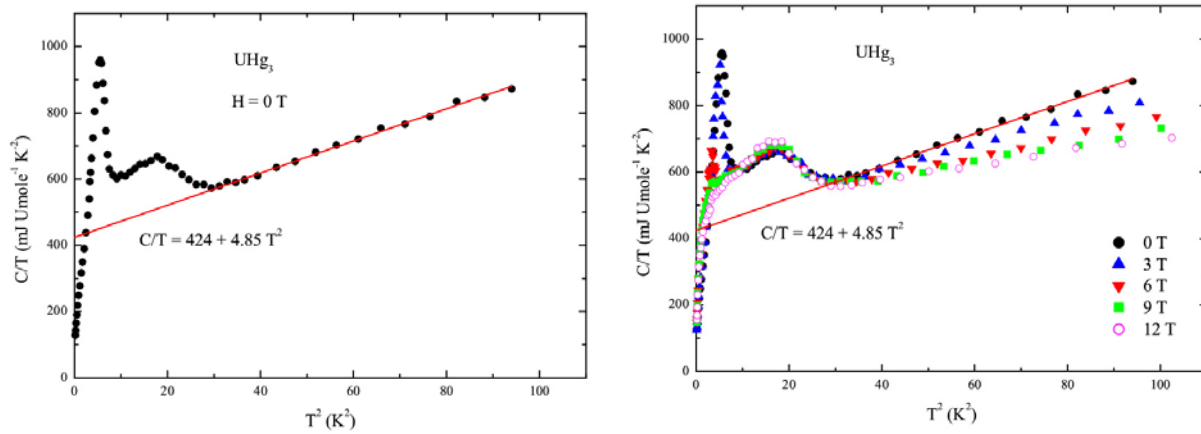 1000
800
600
400
200
0
C/T (mJ Umole⁻¹ K⁻²)
UHg₃
H = 0 T
C/T = 424 + 4.85 T²
0 20 40 60 80 100
T² (K²)
1000
800
600
400
200
0
C/T (mJ Umole⁻¹ K⁻²)
UHg₃
C/T = 424 + 4.85 T²
0 T
3 T
6 T
9 T
12 T
0 20 40 60 80 100
T² (K²)